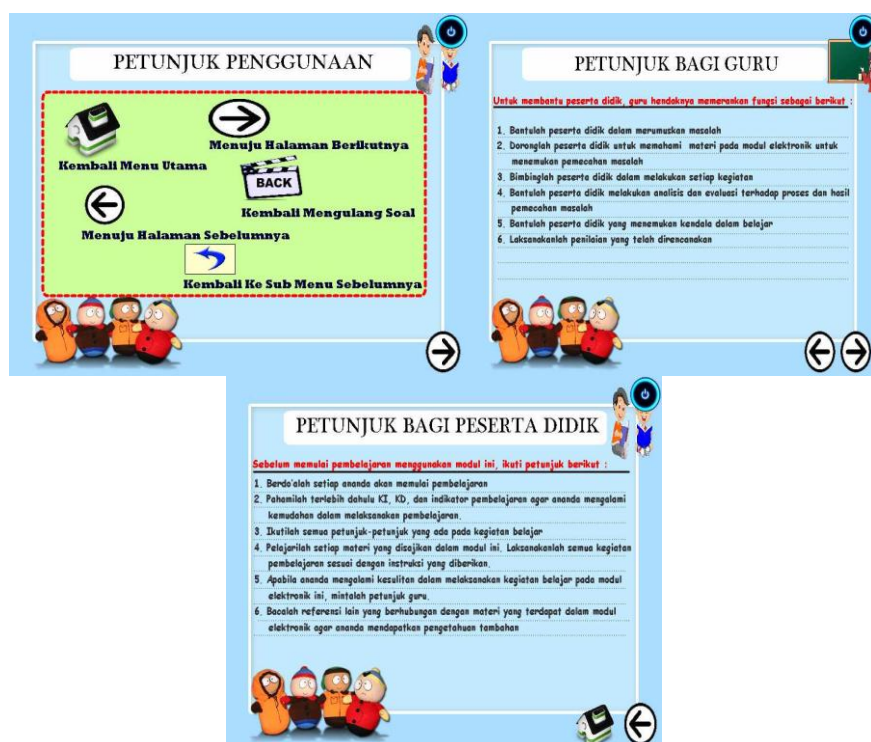 PETUNJUK PENGGUNAAN
Menuju Halaman Berikutnya
Kembali Menu Utama
BACK
Kembali Mengulang Soal
Menuju Halaman Sebelumnya
Kembali Ke Sub Menu Sebelumnya
PETUNJUK BAGI GURU
Untuk membantu peserta didik, guru hendaknya memerankan fungsi sebagai berikut :
1. Bantulah peserta didik dalam merumuskan masalah
2. Doronglah peserta didik untuk memahami materi pada modul elektronik untuk
menemukan pemecahan masalah
3. Bimbinglah peserta didik dalam melakukan setiap kegiatan
4. Bantulah peserta didik melakukan analisis dan evaluasi terhadap proses dan hasil
pemecahan masalah
5. Bantulah peserta didik yang menemukan kendala dalam belajar
6. Laksanakanlah penilaian yang telah direncanakan
PETUNJUK BAGI PESERTA DIDIK
Sebelum memulai pembelajaran menggunakan modul ini, ikuti petunjuk berikut :
1. Berdo'alah setiap ananda akan memulai pembelajaran
2. Pahamilah terlebih dahulu KI, KD, dan indikator pembelajaran agar ananda mengalami
kemudahan dalam melaksanakan pembelajaran.
3. Ikutilah semua petunjuk-petunjuk yang ada pada kegiatan belajar
4. Pelajarilah setiap materi yang disajikan dalam modul ini. Laksanakanlah semua kegiatan
pembelajaran sesuai dengan instruksi yang diberikan.
5. Apabila ananda mengalami kesulitan dalam melaksanakan kegiatan belajar pada modul
elektronik ini, mintalah petunjuk guru.
6. Bacalah referensi lain yang berhubungan dengan materi yang terdapat dalam modul
elektronik agar ananda mendapatkan pengetahuan tambahan